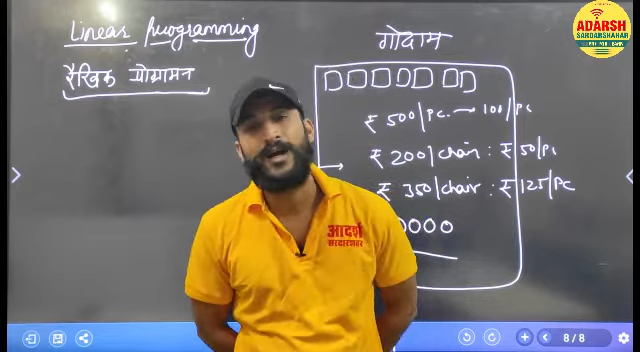 Linear Programming
रैखिक प्रोग्रामन
गोदाम
₹ 500/pc. → 100/pc
₹ 200/chair : ₹ 50/pc
₹ 350/chair : ₹ 125/pc
आदर्श
सरदारशहर
ADARSH
SARDARSHAHAR
8/8